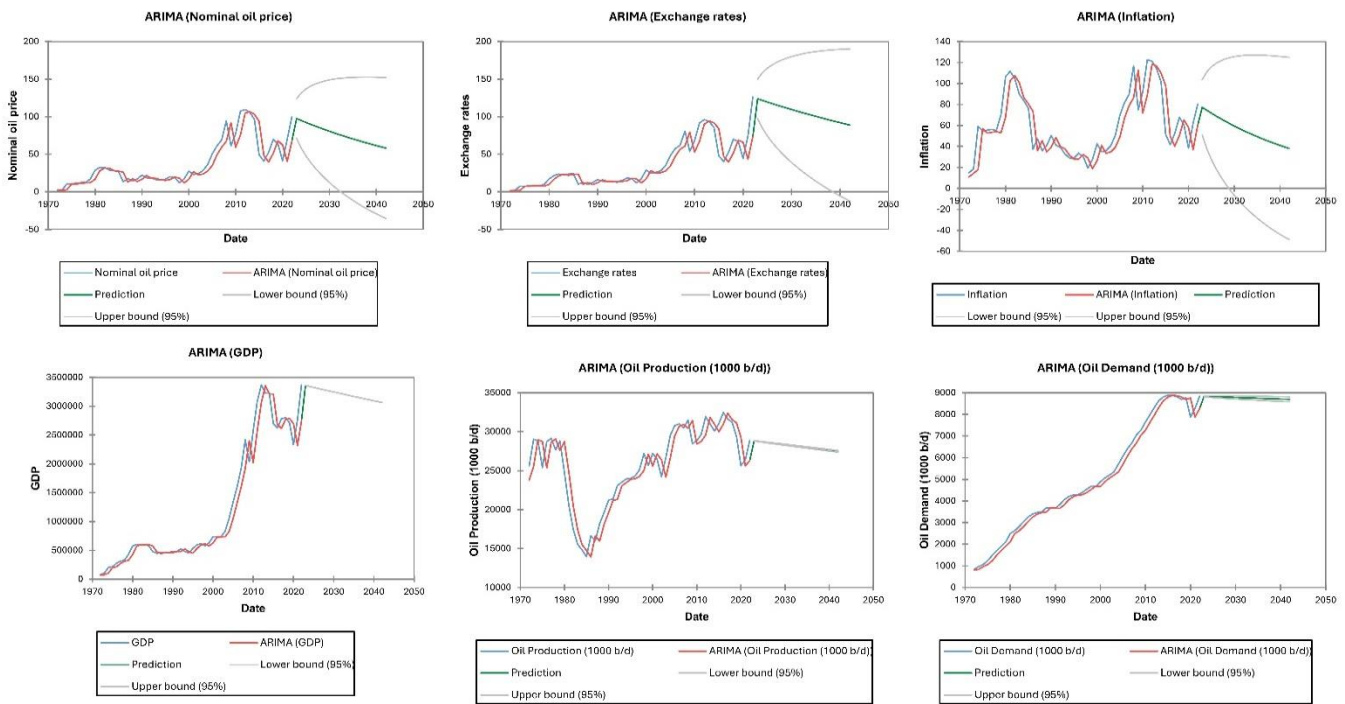 ARIMA (Nominal oil price)
200
150
100
50
0
-50
1970 1980 1990 2000 2010 2020 2030 2040 2050
Nominal oil price
Date
Nominal oil price ARIMA (Nominal oil price)
Prediction Lower bound (95%)
Upper bound (95%)
ARIMA (Exchange rates)
200
150
100
50
0
-50
1970 1980 1990 2000 2010 2020 2030 2040 2050
Exchange rates
Date
Exchange rates ARIMA (Exchange rates)
Prediction Lower bound (95%)
Upper bound (95%)
ARIMA (Inflation)
140
120
100
80
60
40
20
0
-20
-40
-60
1970 1980 1990 2000 2010 2020 2030 2040 2050
Inflation
Date
Inflation ARIMA (Inflation) Prediction
Lower bound (95%) Upper bound (95%)
ARIMA (GDP)
3500000
3000000
2500000
2000000
1500000
1000000
500000
0
1970 1980 1990 2000 2010 2020 2030 2040 2050
GDP
Date
GDP ARIMA (GDP)
Prediction Lower bound (95%)
Upper bound (95%)
ARIMA (Oil Production (1000 b/d))
35000
30000
25000
20000
15000
10000
1970 1980 1990 2000 2010 2020 2030 2040 2050
Oil Production (1000 b/d)
Date
Oil Production (1000 b/d) ARIMA (Oil Production (1000 b/d))
Prediction Lower bound (95%)
Upper bound (95%)
ARIMA (Oil Demand (1000 b/d))
9000
8000
7000
6000
5000
4000
3000
2000
1000
0
1970 1980 1990 2000 2010 2020 2030 2040 2050
Oil Demand (1000 b/d)
Date
Oil Demand (1000 b/d) ARIMA (Oil Demand (1000 b/d))
Prediction Lower bound (95%)
Upper bound (95%)